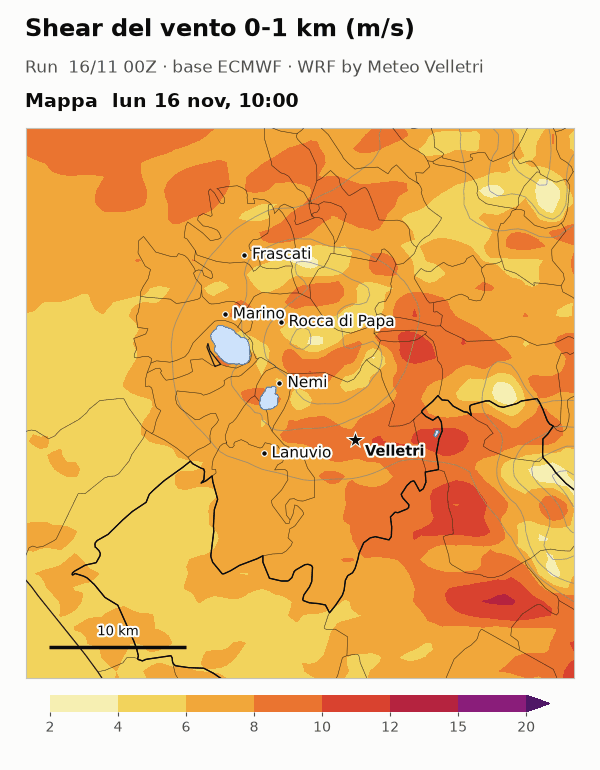 Shear del vento 0-1 km (m/s)
Run  16/11 00Z · base ECMWF · WRF by Meteo Velletri
Mappa  lun 16 nov, 10:00
Frascati
Marino
Rocca di Papa
Nemi
Velletri
Lanuvio
10 km
2 4 6 8 10 12 15 20